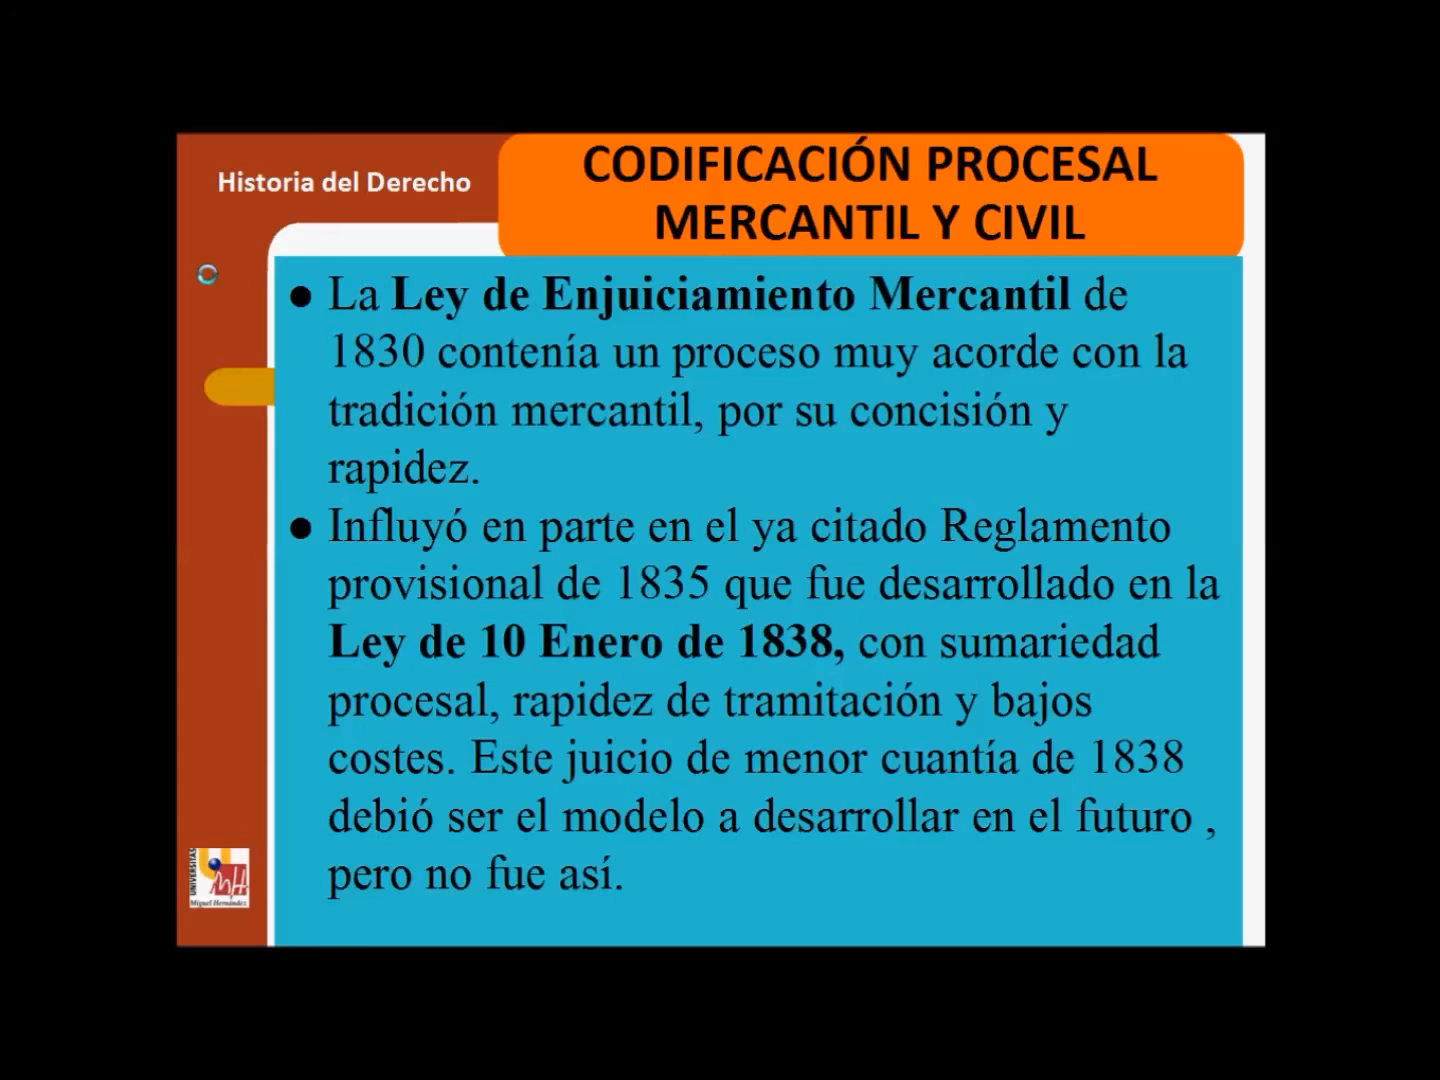 Historia del Derecho
CODIFICACIÓN PROCESAL
MERCANTIL Y CIVIL
● La Ley de Enjuiciamiento Mercantil de
1830 contenía un proceso muy acorde con la
tradición mercantil, por su concisión y
rapidez.
● Influyó en parte en el ya citado Reglamento
provisional de 1835 que fue desarrollado en la
Ley de 10 Enero de 1838, con sumariedad
procesal, rapidez de tramitación y bajos
costes. Este juicio de menor cuantía de 1838
debió ser el modelo a desarrollar en el futuro ,
pero no fue así.
UNIVERSITAS
Miguel Hernández